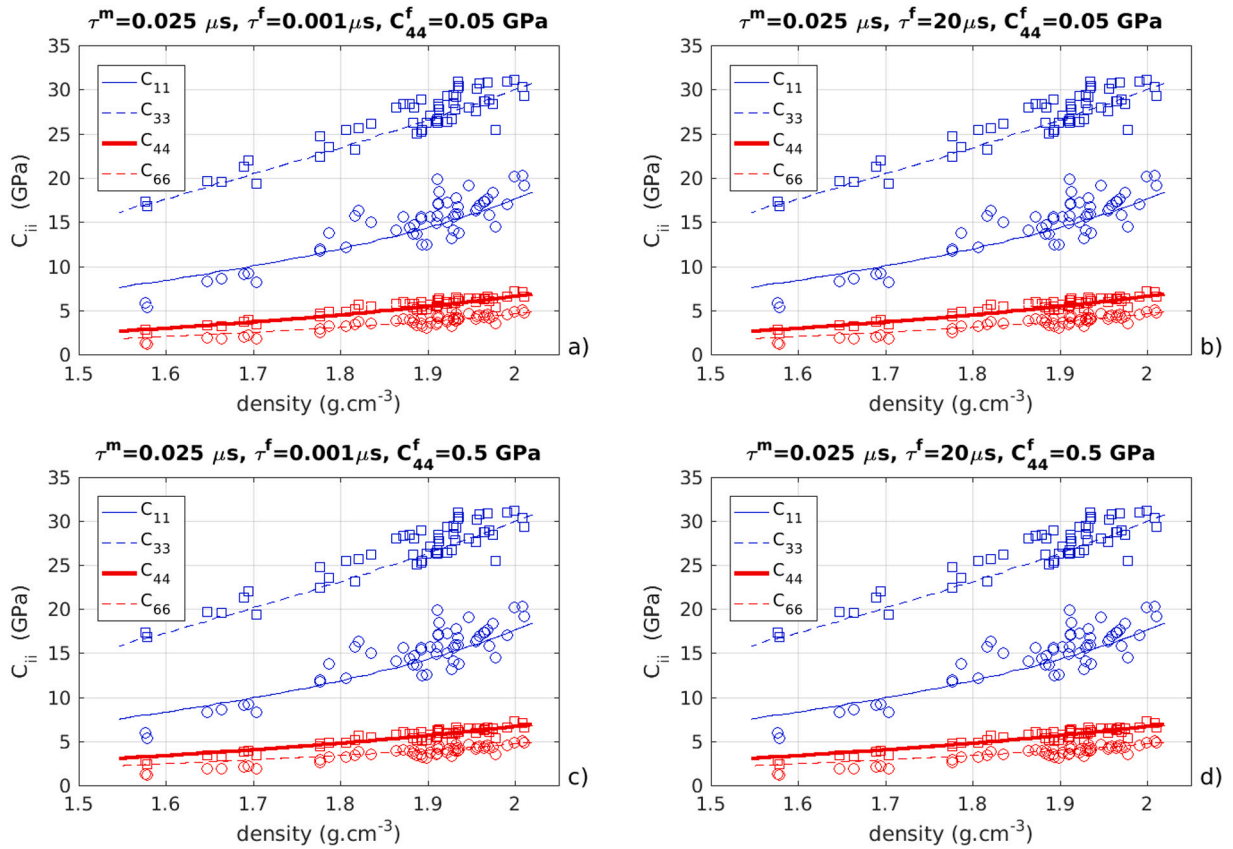 τ^m=0.025 μs, τ^f=0.001μs, C_44^f=0.05 GPa
35
30
25
20
15
10
5
0
C_ii (GPa)
C_11
C_33
C_44
C_66
1.5 1.6 1.7 1.8 1.9 2
density (g.cm^-3)
a)
τ^m=0.025 μs, τ^f=20μs, C_44^f=0.05 GPa
35
30
25
20
15
10
5
0
C_ii (GPa)
C_11
C_33
C_44
C_66
1.5 1.6 1.7 1.8 1.9 2
density (g.cm^-3)
b)
τ^m=0.025 μs, τ^f=0.001μs, C_44^f=0.5 GPa
35
30
25
20
15
10
5
0
C_ii (GPa)
C_11
C_33
C_44
C_66
1.5 1.6 1.7 1.8 1.9 2
density (g.cm^-3)
c)
τ^m=0.025 μs, τ^f=20μs, C_44^f=0.5 GPa
35
30
25
20
15
10
5
0
C_ii (GPa)
C_11
C_33
C_44
C_66
1.5 1.6 1.7 1.8 1.9 2
density (g.cm^-3)
d)